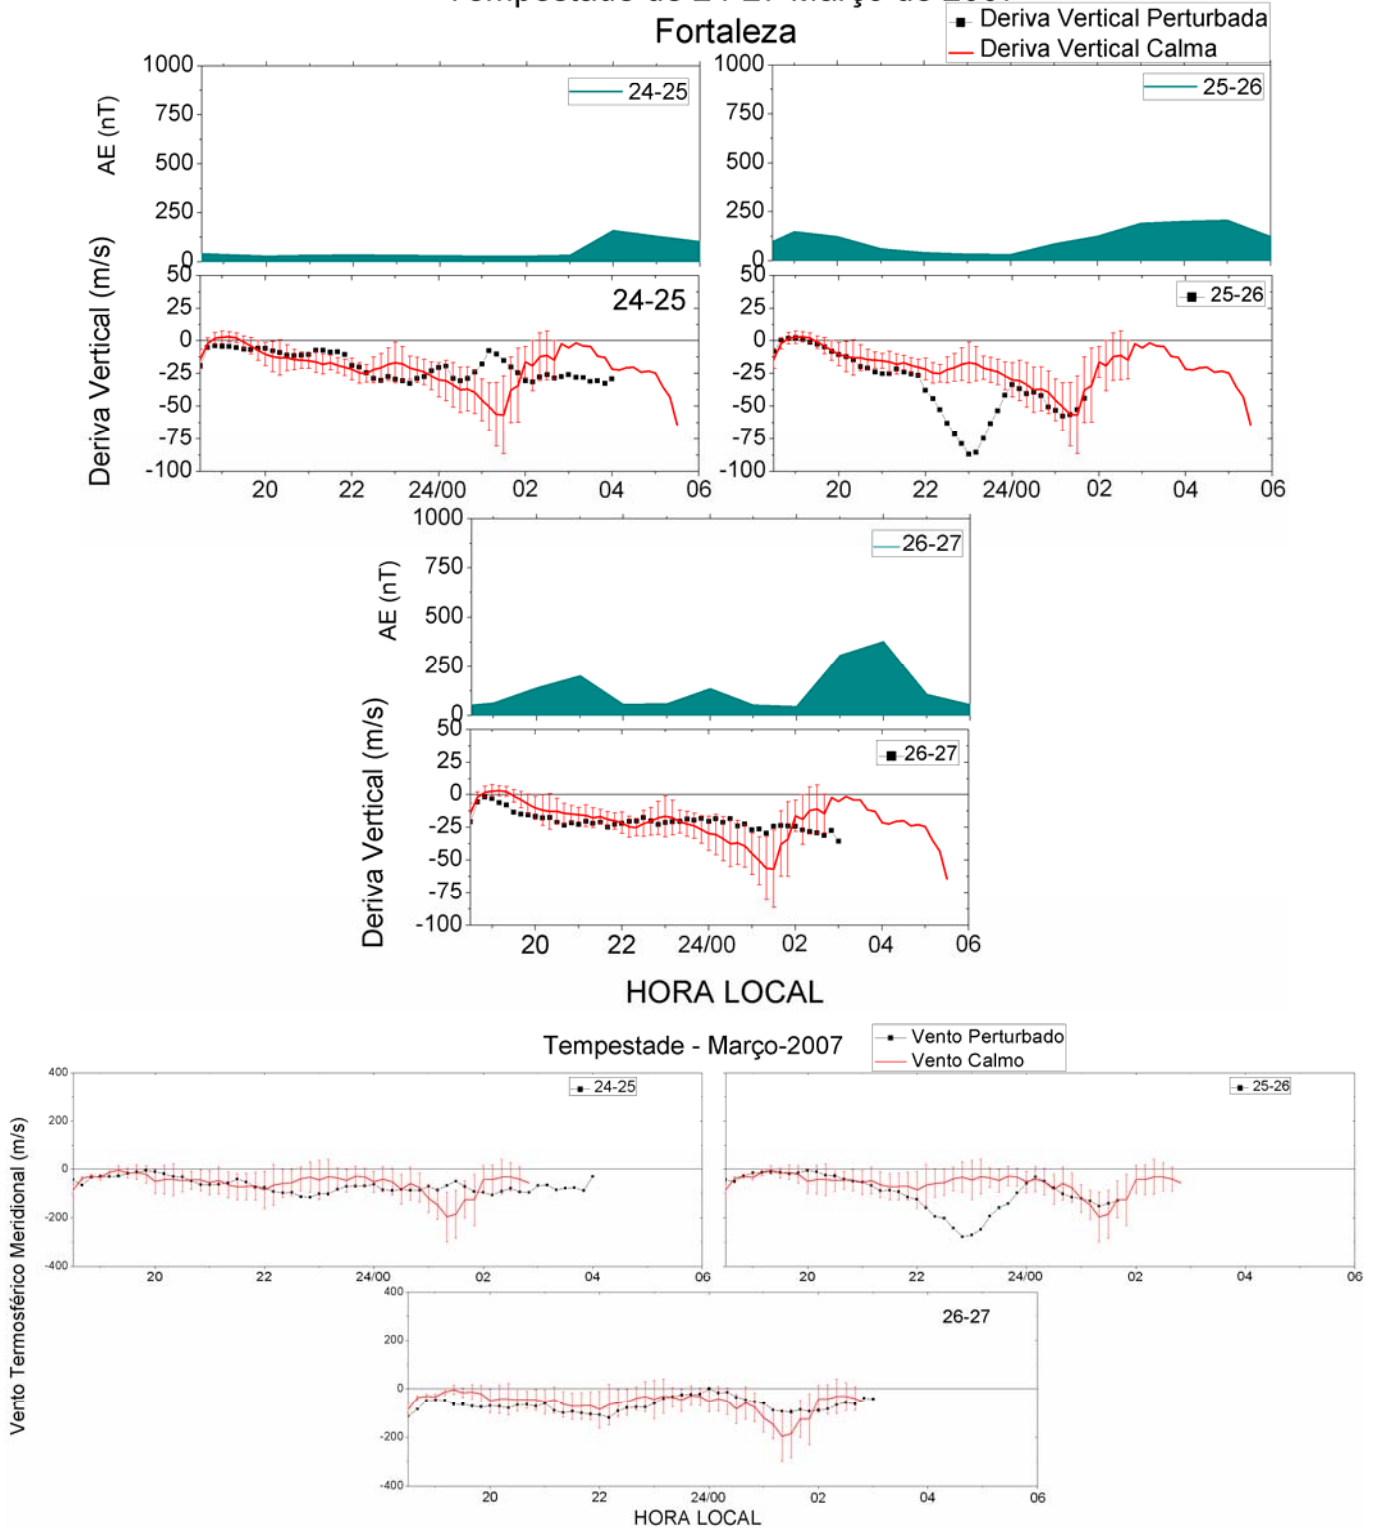 Fortaleza
Deriva Vertical Perturbada
Deriva Vertical Calma
1000
750
500
250
0
AE (nT)
24-25
1000
750
500
250
0
25-26
50
25
0
-25
-50
-75
-100
Deriva Vertical (m/s)
24-25
20 22 24/00 02 04 06
50
25
0
-25
-50
-75
-100
25-26
20 22 24/00 02 04 06
1000
750
500
250
0
AE (nT)
26-27
50
25
0
-25
-50
-75
-100
Deriva Vertical (m/s)
26-27
20 22 24/00 02 04 06
HORA LOCAL
Tempestade - Março-2007
Vento Perturbado
Vento Calmo
Vento Termosférico Meridional (m/s)
400
200
0
-200
-400
24-25
20 22 24/00 02 04 06
25-26
20 22 24/00 02 04 06
400
200
0
-200
-400
26-27
20 22 24/00 02 04 06
HORA LOCAL